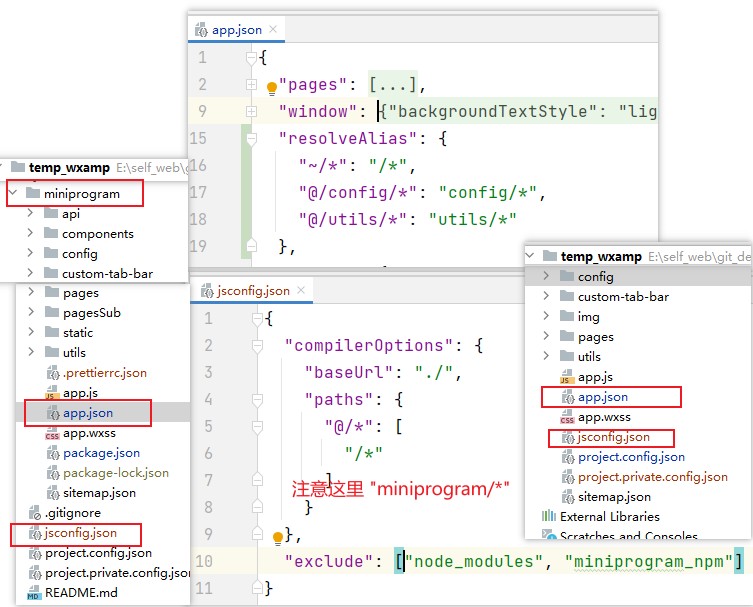 app.json
1 {
2 "pages": [...],
9 "window": {"backgroundTextStyle": "lig
15 "resolveAlias": {
16 "~/*": "/*",
17 "@/config/*": "config/*",
18 "@/utils/*": "utils/*"
19 },
temp_wxamp E:\self_web\g
miniprogram
api
components
config
custom-tab-bar
pages
pagesSub
static
utils
.prettierrc.json
app.js
app.json
app.wxss
package.json
package-lock.json
sitemap.json
.gitignore
jsconfig.json
project.config.json
project.private.config.json
README.md
jsconfig.json
1 {
2 "compilerOptions": {
3 "baseUrl": "./",
4 "paths": {
5 "@/*": [
6 "/*"
7 ]
注意这里 "miniprogram/*"
8 }
9 },
10 "exclude": ["node_modules", "miniprogram_npm"]
11 }
temp_wxamp E:\self_web\git_de
config
custom-tab-bar
img
pages
utils
app.js
app.json
app.wxss
jsconfig.json
project.config.json
project.private.config.json
sitemap.json
External Libraries
Scratches and Consoles